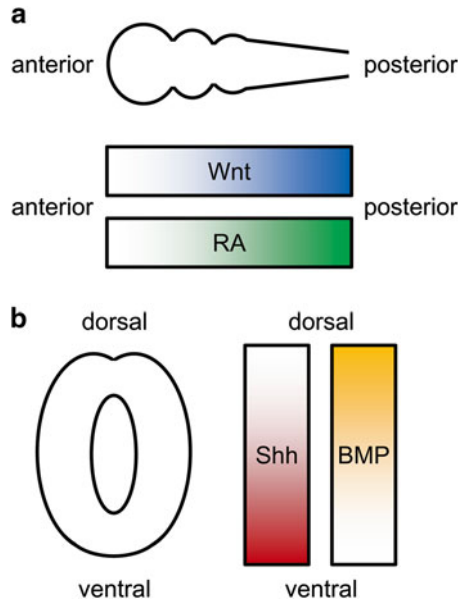 a
anterior posterior
Wnt
anterior posterior
RA
b
dorsal dorsal
Shh BMP
ventral ventral